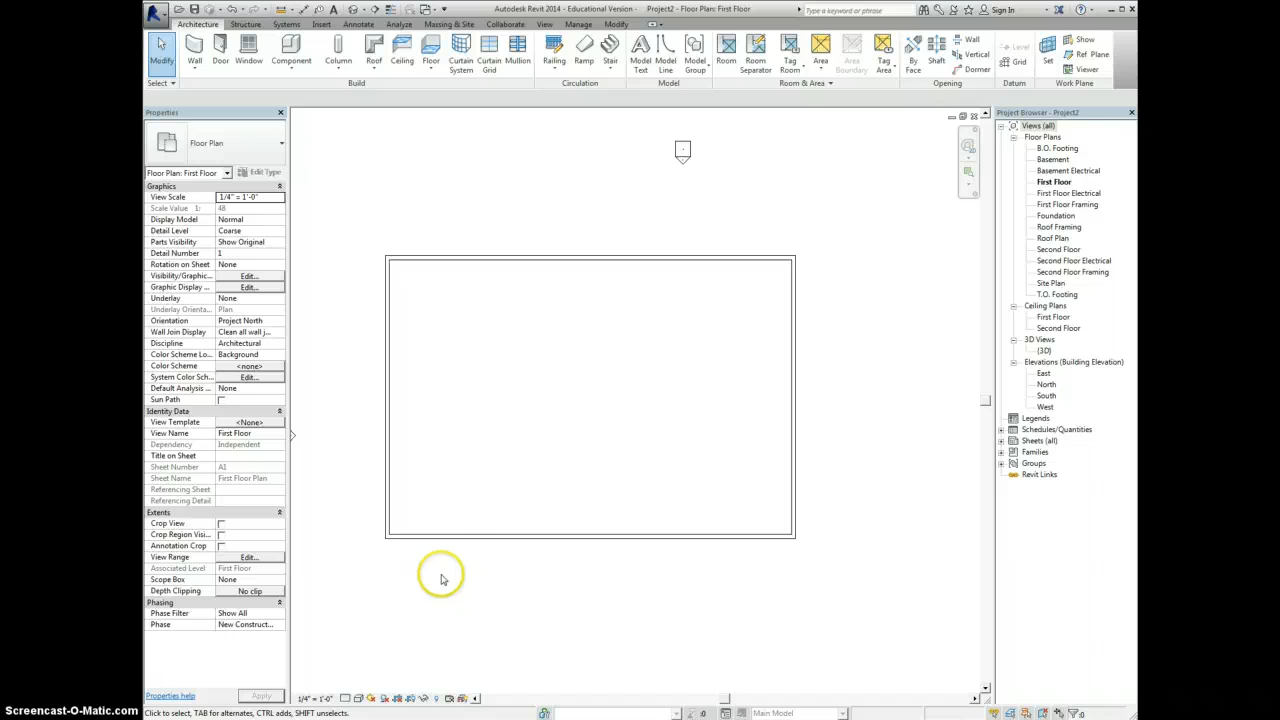 Autodesk Revit 2014 - Educational Version - Project2 - Floor Plan: First Floor
Type a keyword or phrase
Sign In
Architecture Structure Systems Insert Annotate Analyze Massing & Site Collaborate View Manage Modify
Modify Wall Door Window Component Column Roof Ceiling Floor Curtain System Curtain Grid Mullion Railing Ramp Stair Model Text Model Line Model Group Room Room Separator Tag Room Area Area Boundary Tag Area By Face Shaft Wall Vertical Dormer Level Grid Set Show Ref Plane Viewer
Select Build Circulation Model Room & Area Opening Datum Work Plane
Properties
Floor Plan
Floor Plan: First Floor Edit Type
Graphics
View Scale 1/4" = 1'-0"
Scale Value 1: 48
Display Model Normal
Detail Level Coarse
Parts Visibility Show Original
Detail Number 1
Rotation on Sheet None
Visibility/Graphic... Edit...
Graphic Display ... Edit...
Underlay None
Underlay Orienta... Plan
Orientation Project North
Wall Join Display Clean all wall j...
Discipline Architectural
Color Scheme Lo... Background
Color Scheme <none>
System Color Sch... Edit...
Default Analysis ... None
Sun Path
Identity Data
View Template <None>
View Name First Floor
Dependency Independent
Title on Sheet
Sheet Number A1
Sheet Name First Floor Plan
Referencing Sheet
Referencing Detail
Extents
Crop View
Crop Region Visi...
Annotation Crop
View Range Edit...
Associated Level First Floor
Scope Box None
Depth Clipping No clip
Phasing
Phase Filter Show All
Phase New Construct...
Properties help Apply
1/4" = 1'-0"
Project Browser - Project2
Views (all)
Floor Plans
B.O. Footing
Basement
Basement Electrical
First Floor
First Floor Electrical
First Floor Framing
Foundation
Roof Framing
Roof Plan
Second Floor
Second Floor Electrical
Second Floor Framing
Site Plan
T.O. Footing
Ceiling Plans
First Floor
Second Floor
3D Views
{3D}
Elevations (Building Elevation)
East
North
South
West
Legends
Schedules/Quantities
Sheets (all)
Families
Groups
Revit Links
Click to select, TAB for alternates, CTRL adds, SHIFT unselects.
:0
Main Model
:0
Screencast-O-Matic.com